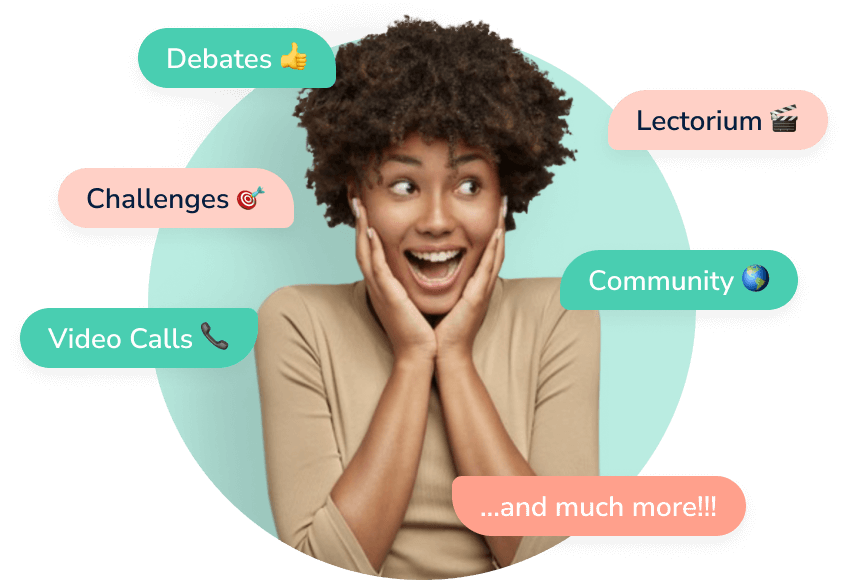 Debates 👍
Lectorium 🎬
Challenges 🎯
Community 🌎
Video Calls 📞
...and much more!!!